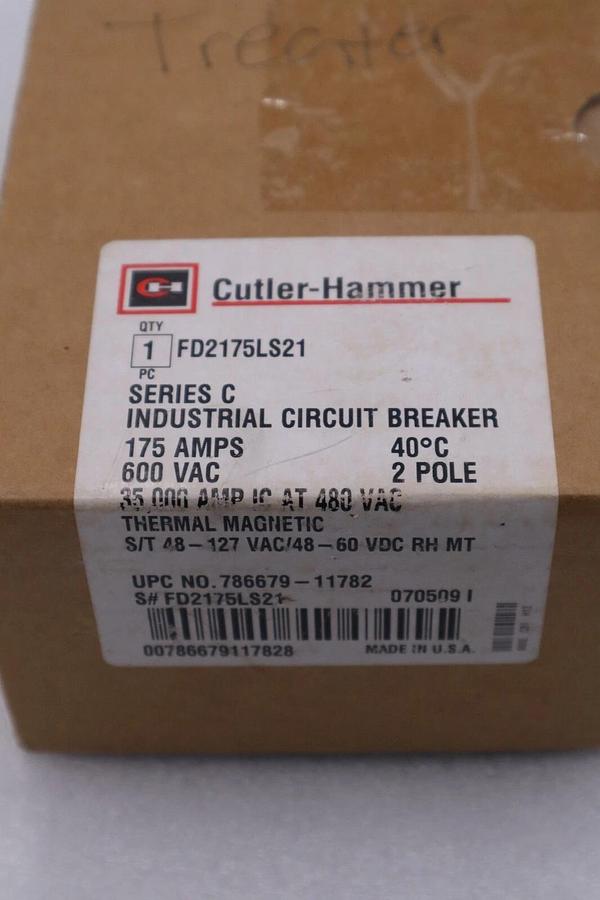 Treater
CH Cutler-Hammer
QTY
1 FD2175LS21
PC
SERIES C
INDUSTRIAL CIRCUIT BREAKER
175 AMPS 40°C
600 VAC 2 POLE
35,000 AMP IC AT 480 VAC
THERMAL MAGNETIC
S/T 48-127 VAC/48-60 VDC RH MT
UPC NO. 786679-11782
S# FD2175LS21 070509 I
00786679117828 MADE IN U.S.A.